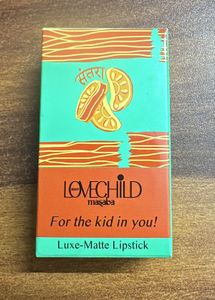 संतरा
LOVECHILD
masaba
For the kid in you!
Luxe-Matte Lipstick